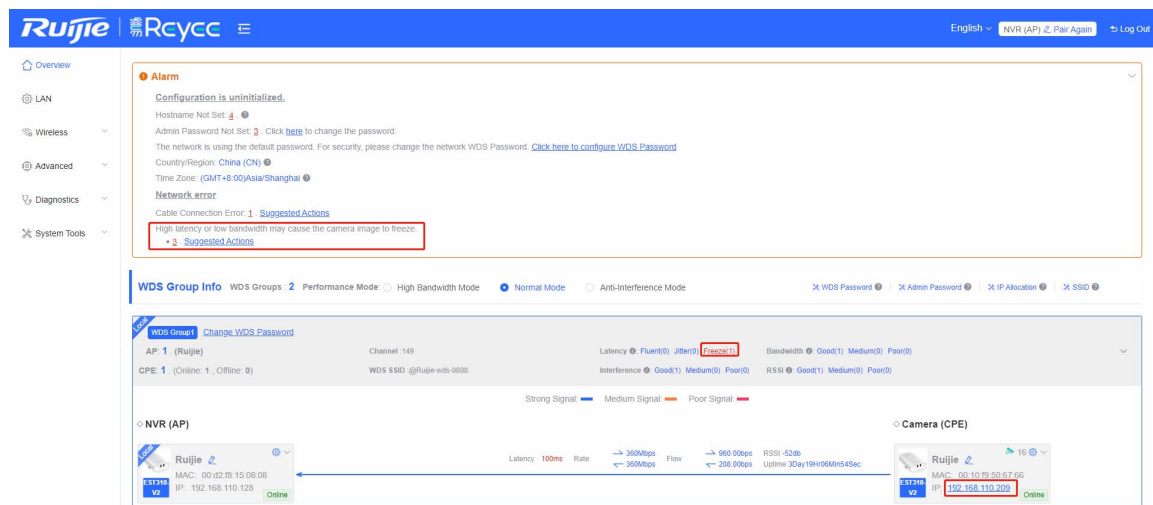 Ruijie 睿易Reyee English NVR (AP) Pair Again Log Out
Overview
LAN
Wireless
Advanced
Diagnostics
System Tools
Alarm
Configuration is uninitialized.
Hostname Not Set: 4 .
Admin Password Not Set: 3 . Click here to change the password.
The network is using the default password. For security, please change the network WDS Password. Click here to configure WDS Password
Country/Region: China (CN)
Time Zone: (GMT+8:00)Asia/Shanghai
Network error
Cable Connection Error: 1 . Suggested Actions
High latency or low bandwidth may cause the camera image to freeze.
• 3 . Suggested Actions
WDS Group Info WDS Groups : 2 Performance Mode: High Bandwidth Mode Normal Mode Anti-Interference Mode WDS Password Admin Password IP Allocation SSID
Local WDS Group1 Change WDS Password
AP: 1 . (Ruijie) Channel :149 Latency : Fluent(0) Jitter(0) Freeze(1) Bandwidth : Good(1) Medium(0) Poor(0)
CPE: 1 . (Online: 1 , Offline: 0) WDS SSID :@Ruijie-wds-0808 Interference : Good(1) Medium(0) Poor(0) RSSI : Good(1) Medium(0) Poor(0)
Strong Signal: Medium Signal: Poor Signal:
NVR (AP) Camera (CPE)
Local Ruijie Latency 100ms Rate 360Mbps 360Mbps Flow 960.00bps 208.00bps RSSI -52db Uptime 3Day19Hr06Min54Sec Ruijie 16
MAC: 00:d2:f8:15:08:08 MAC: 00:10:f9:50:67:66
EST310-V2 IP: 192.168.110.128 Online EST310-V2 IP: 192.168.110.209 Online